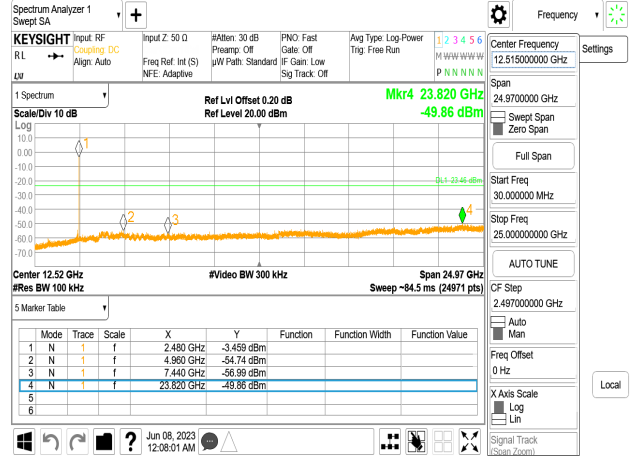 Spectrum Analyzer 1
Swept SA
Frequency
KEYSIGHT
Input: RF
Coupling: DC
Align: Auto
Input Z: 50 Ω
Freq Ref: Int (S)
NFE: Adaptive
#Atten: 30 dB
Preamp: Off
µW Path: Standard
PNO: Fast
Gate: Off
IF Gain: Low
Sig Track: Off
Avg Type: Log-Power
Trig: Free Run
1 2 3 4 5 6
M W W W W W
P N N N N N
R L
LXI
1 Spectrum
Scale/Div 10 dB
Ref Lvl Offset 0.20 dB
Ref Level 20.00 dBm
Mkr4 23.820 GHz
-49.86 dBm
Log
10.0
0.00
-10.0
-20.0
-30.0
-40.0
-50.0
-60.0
-70.0
1
2
3
4
DL1 -23.46 dBm
Center 12.52 GHz
#Res BW 100 kHz
#Video BW 300 kHz
Span 24.97 GHz
Sweep ~84.5 ms (24971 pts)
5 Marker Table
Mode Trace Scale X Y Function Function Width Function Value
1 N 1 f 2.480 GHz -3.459 dBm
2 N 1 f 4.960 GHz -54.74 dBm
3 N 1 f 7.440 GHz -56.99 dBm
4 N 1 f 23.820 GHz -49.86 dBm
5
6
?
Jun 08, 2023
12:08:01 AM
Center Frequency
12.515000000 GHz
Span
24.9700000 GHz
Swept Span
Zero Span
Full Span
Start Freq
30.000000 MHz
Stop Freq
25.000000000 GHz
AUTO TUNE
CF Step
2.497000000 GHz
Auto
Man
Freq Offset
0 Hz
X Axis Scale
Log
Lin
Signal Track
(Span Zoom)
Settings
Local